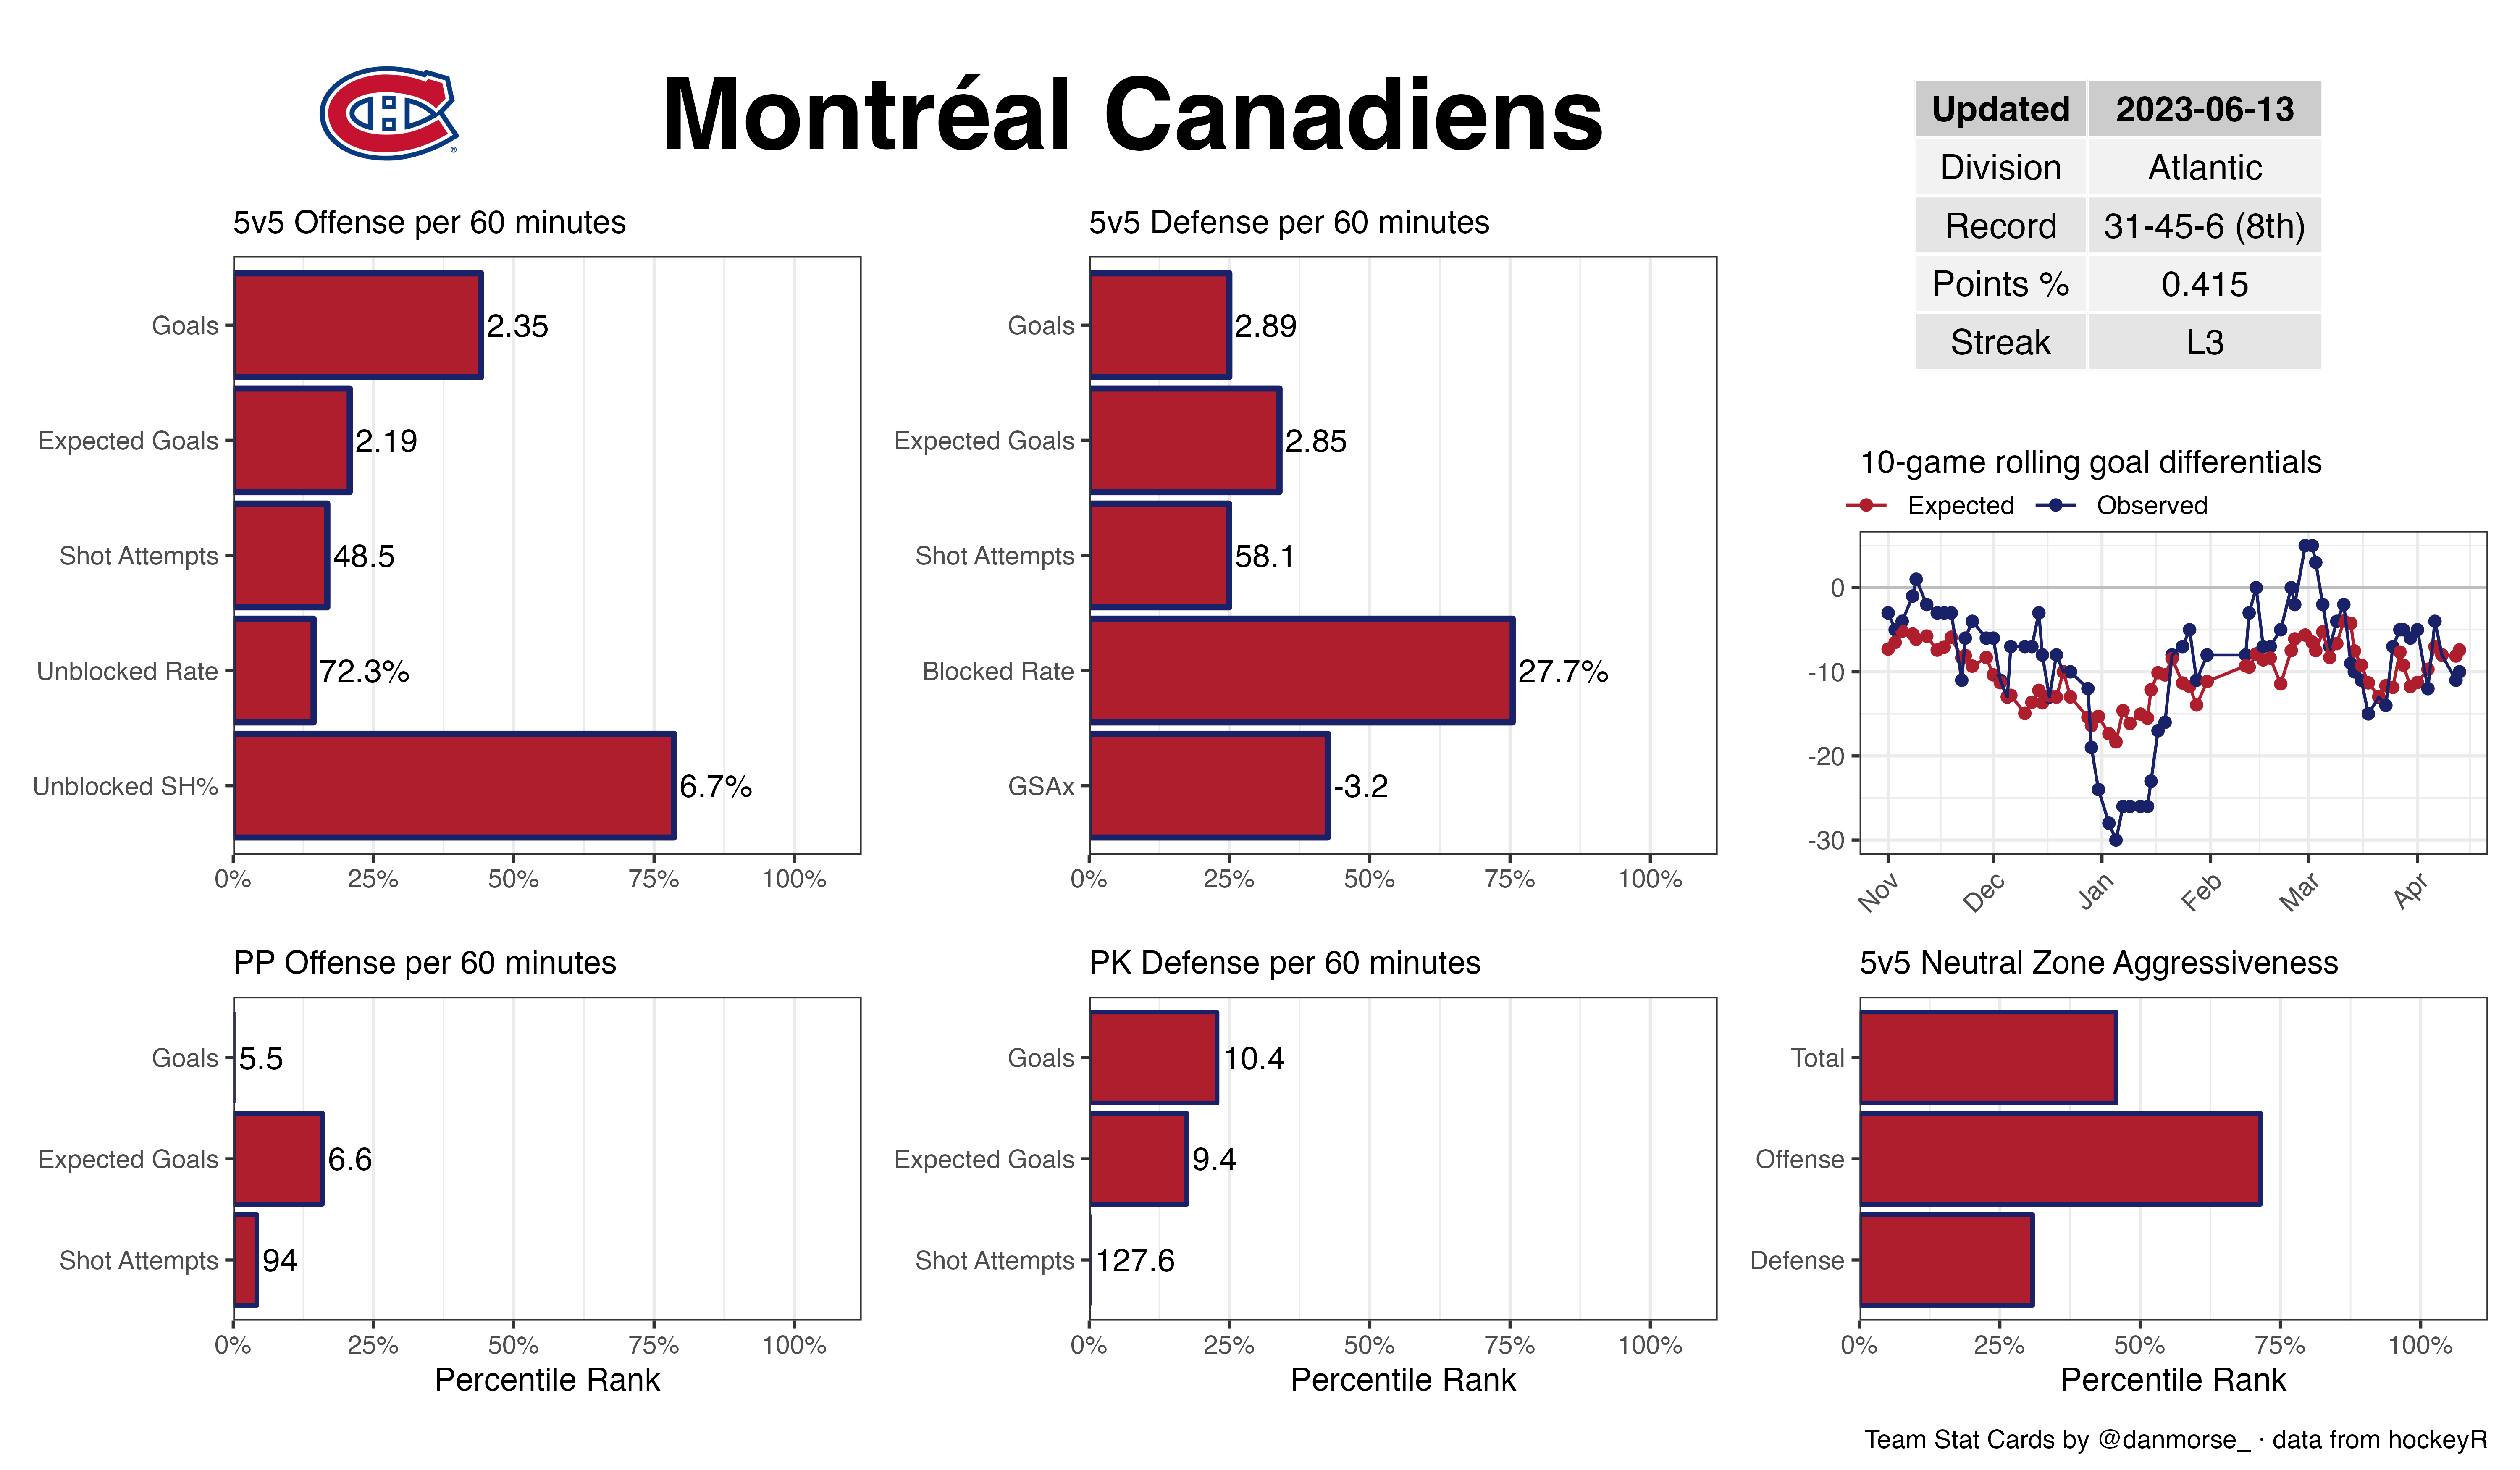 Montréal Canadiens
Updated 2023-06-13
Division Atlantic
Record 31-45-6 (8th)
Points % 0.415
Streak L3
5v5 Offense per 60 minutes
Goals 2.35
Expected Goals 2.19
Shot Attempts 48.5
Unblocked Rate 72.3%
Unblocked SH% 6.7%
0% 25% 50% 75% 100%
5v5 Defense per 60 minutes
Goals 2.89
Expected Goals 2.85
Shot Attempts 58.1
Blocked Rate 27.7%
GSAx -3.2
0% 25% 50% 75% 100%
10-game rolling goal differentials
Expected Observed
0
-10
-20
-30
Nov Dec Jan Feb Mar Apr
PP Offense per 60 minutes
Goals 5.5
Expected Goals 6.6
Shot Attempts 94
0% 25% 50% 75% 100%
Percentile Rank
PK Defense per 60 minutes
Goals 10.4
Expected Goals 9.4
Shot Attempts 127.6
0% 25% 50% 75% 100%
Percentile Rank
5v5 Neutral Zone Aggressiveness
Total
Offense
Defense
0% 25% 50% 75% 100%
Percentile Rank
Team Stat Cards by @danmorse_ · data from hockeyR